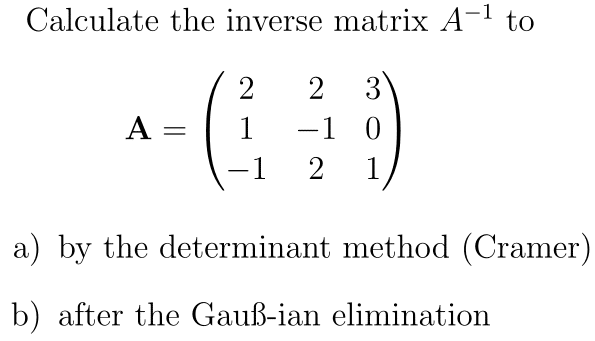 Calculate the inverse matrix A⁻¹ to
2 2 3
A = 1 −1 0
−1 2 1
a) by the determinant method (Cramer)
b) after the Gauß-ian elimination